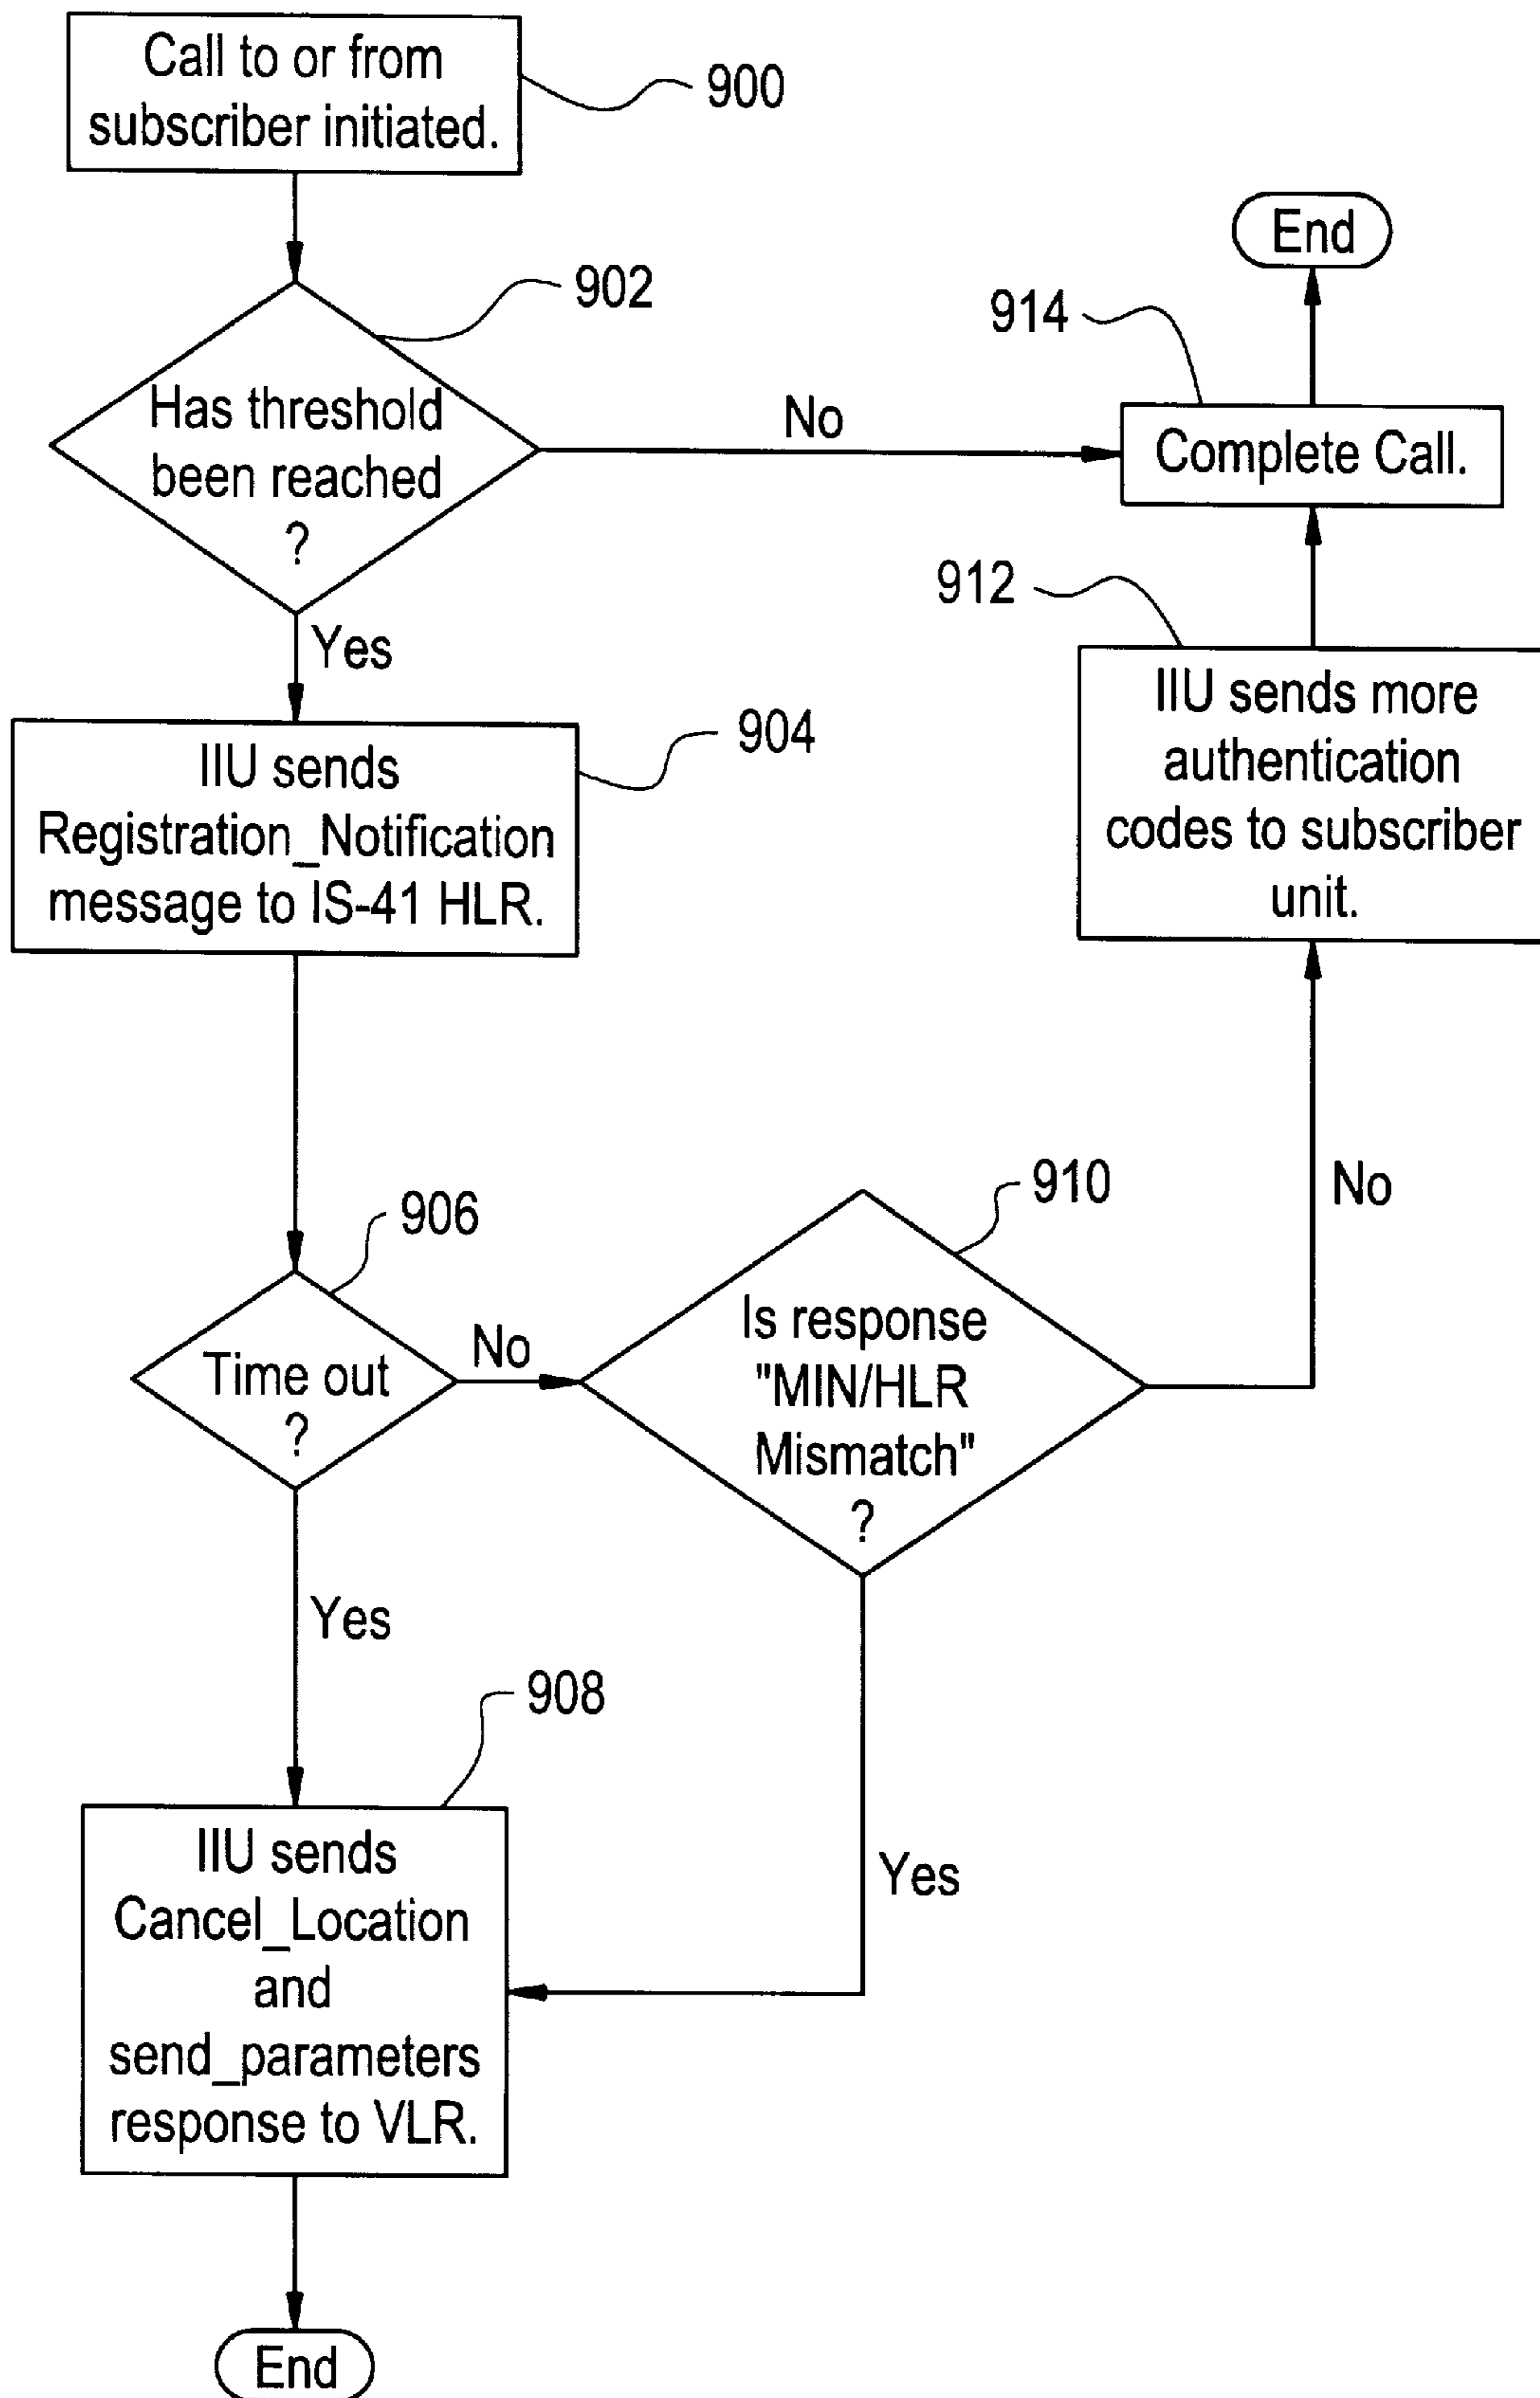 Call to or from
subscriber initiated.
900
End
902
914
Has threshold
been reached
?
No
Complete Call.
912
Yes
IIU sends more
authentication
codes to subscriber
unit.
904
IIU sends
Registration_Notification
message to IS-41 HLR.
910
No
906
Is response
"MIN/HLR
Mismatch"
?
No
Time out
?
Yes
908
IIU sends
Cancel_Location
and
send_parameters
response to VLR.
Yes
End